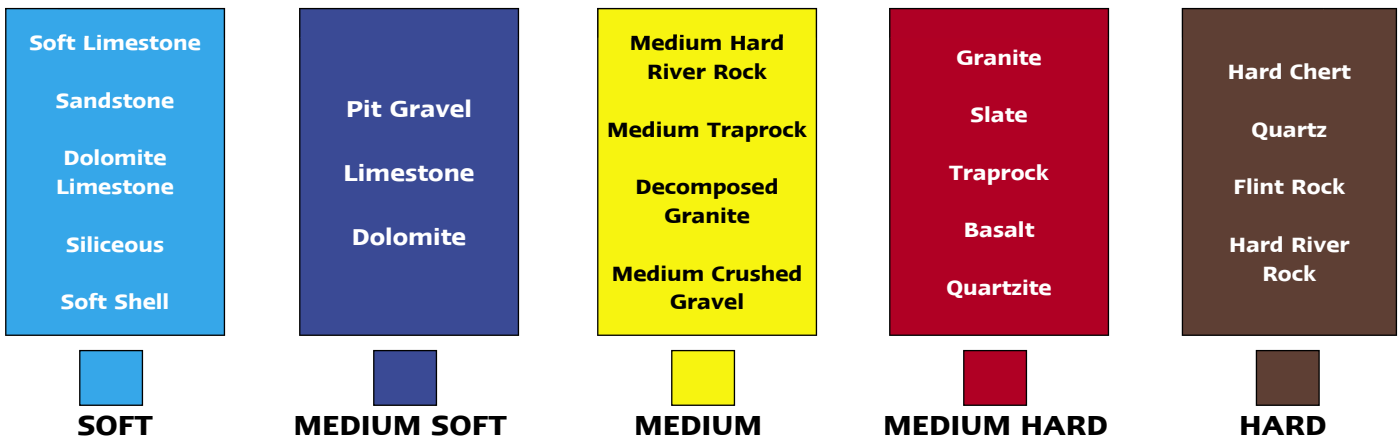 Soft Limestone
Sandstone
Dolomite
Limestone
Siliceous
Soft Shell
SOFT
Pit Gravel
Limestone
Dolomite
MEDIUM SOFT
Medium Hard
River Rock
Medium Traprock
Decomposed
Granite
Medium Crushed
Gravel
MEDIUM
Granite
Slate
Traprock
Basalt
Quartzite
MEDIUM HARD
Hard Chert
Quartz
Flint Rock
Hard River
Rock
HARD